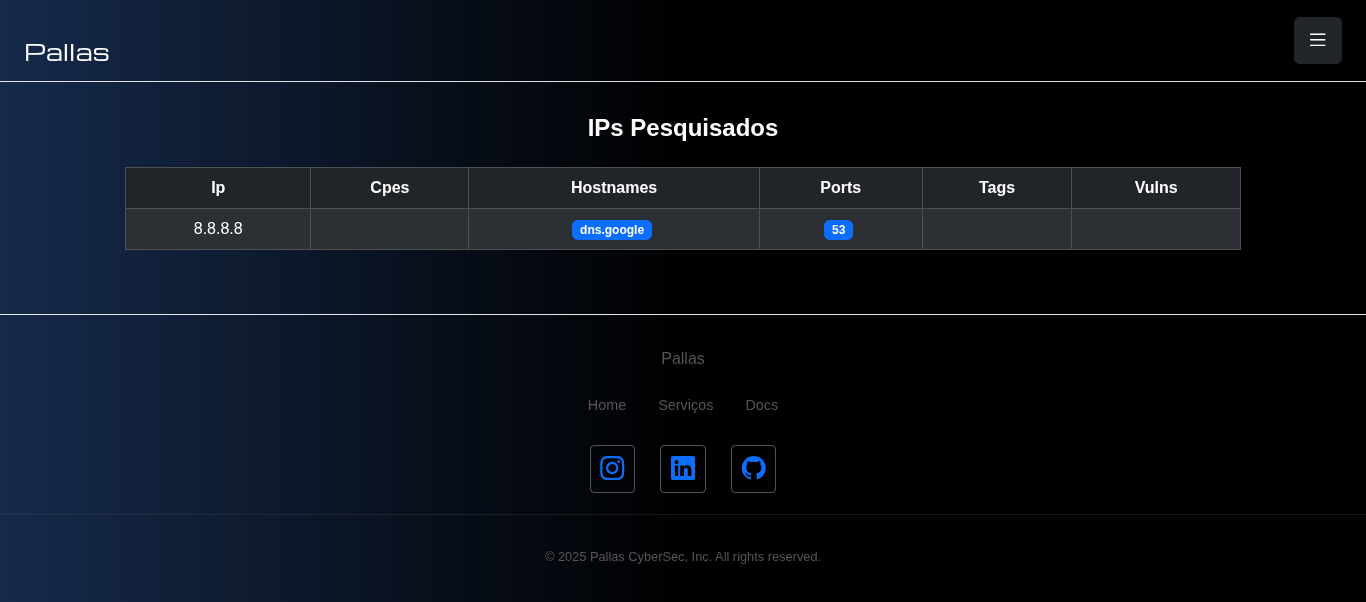 Pallas
IPs Pesquisados
Ip Cpes Hostnames Ports Tags Vulns
8.8.8.8 dns.google 53
Pallas
Home Serviços Docs
© 2025 Pallas CyberSec, Inc. All rights reserved.